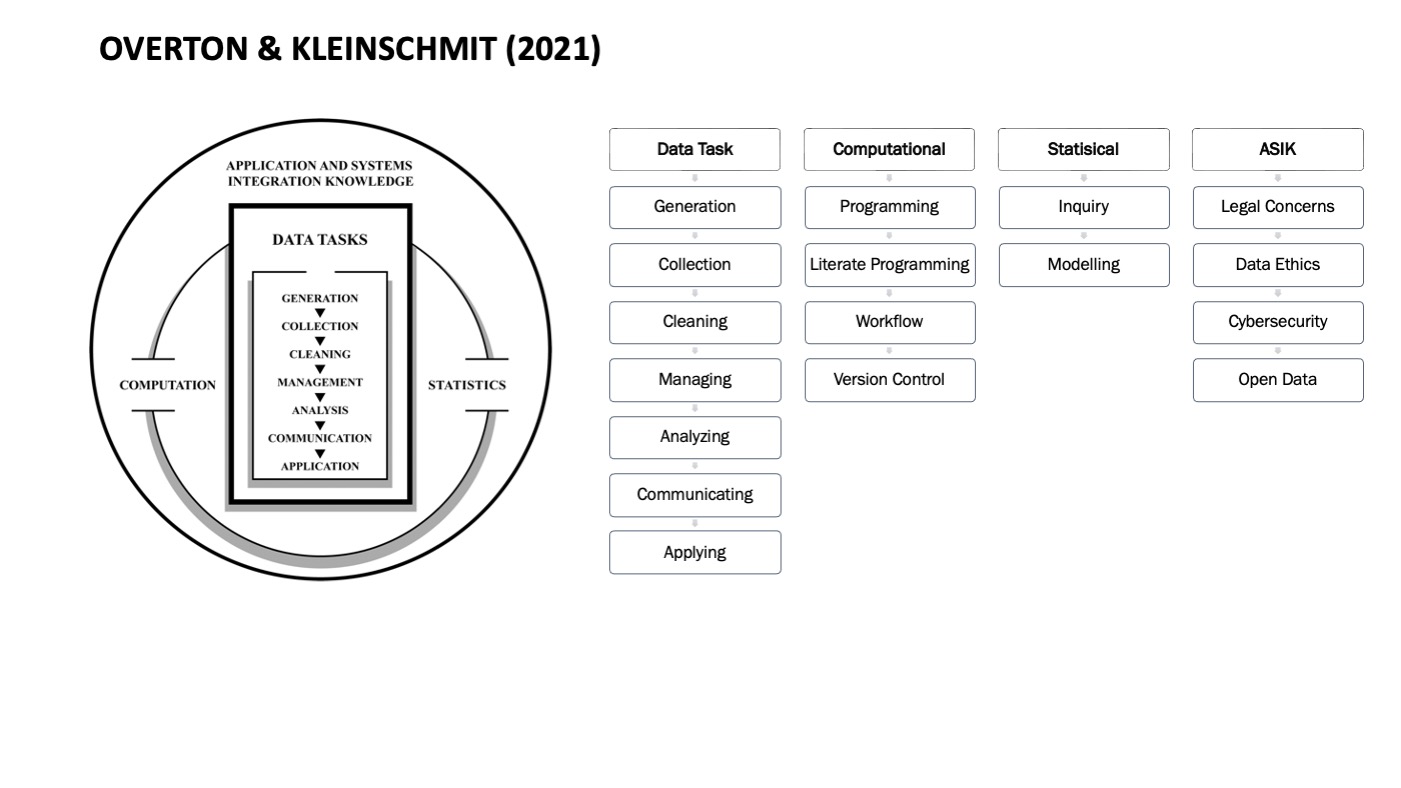 OVERTON & KLEINSCHMIT (2021)
APPLICATION AND SYSTEMS
INTEGRATION KNOWLEDGE
DATA TASKS
GENERATION
COLLECTION
CLEANING
MANAGEMENT
ANALYSIS
COMMUNICATION
APPLICATION
COMPUTATION
STATISTICS
Data Task
Generation
Collection
Cleaning
Managing
Analyzing
Communicating
Applying
Computational
Programming
Literate Programming
Workflow
Version Control
Statisical
Inquiry
Modelling
ASIK
Legal Concerns
Data Ethics
Cybersecurity
Open Data